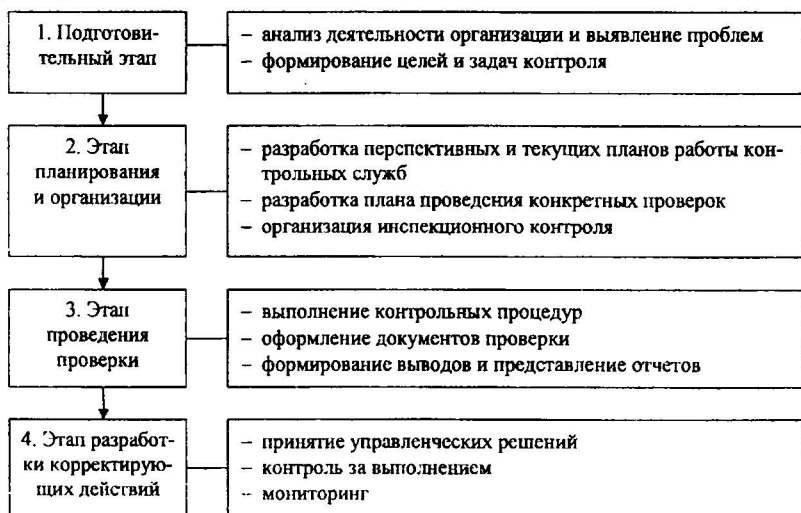 1. Подготови-
тельный этап
– анализ деятельности организации и выявление проблем
– формирование целей и задач контроля
2. Этап
планирования
и организации
– разработка перспективных и текущих планов работы кон-
трольных служб
– разработка плана проведения конкретных проверок
– организация инспекционного контроля
3. Этап
проведения
проверки
– выполнение контрольных процедур
– оформление документов проверки
– формирование выводов и представление отчетов
4. Этап разработ-
ки корректирую-
щих действий
– принятие управленческих решений
– контроль за выполнением
– мониторинг